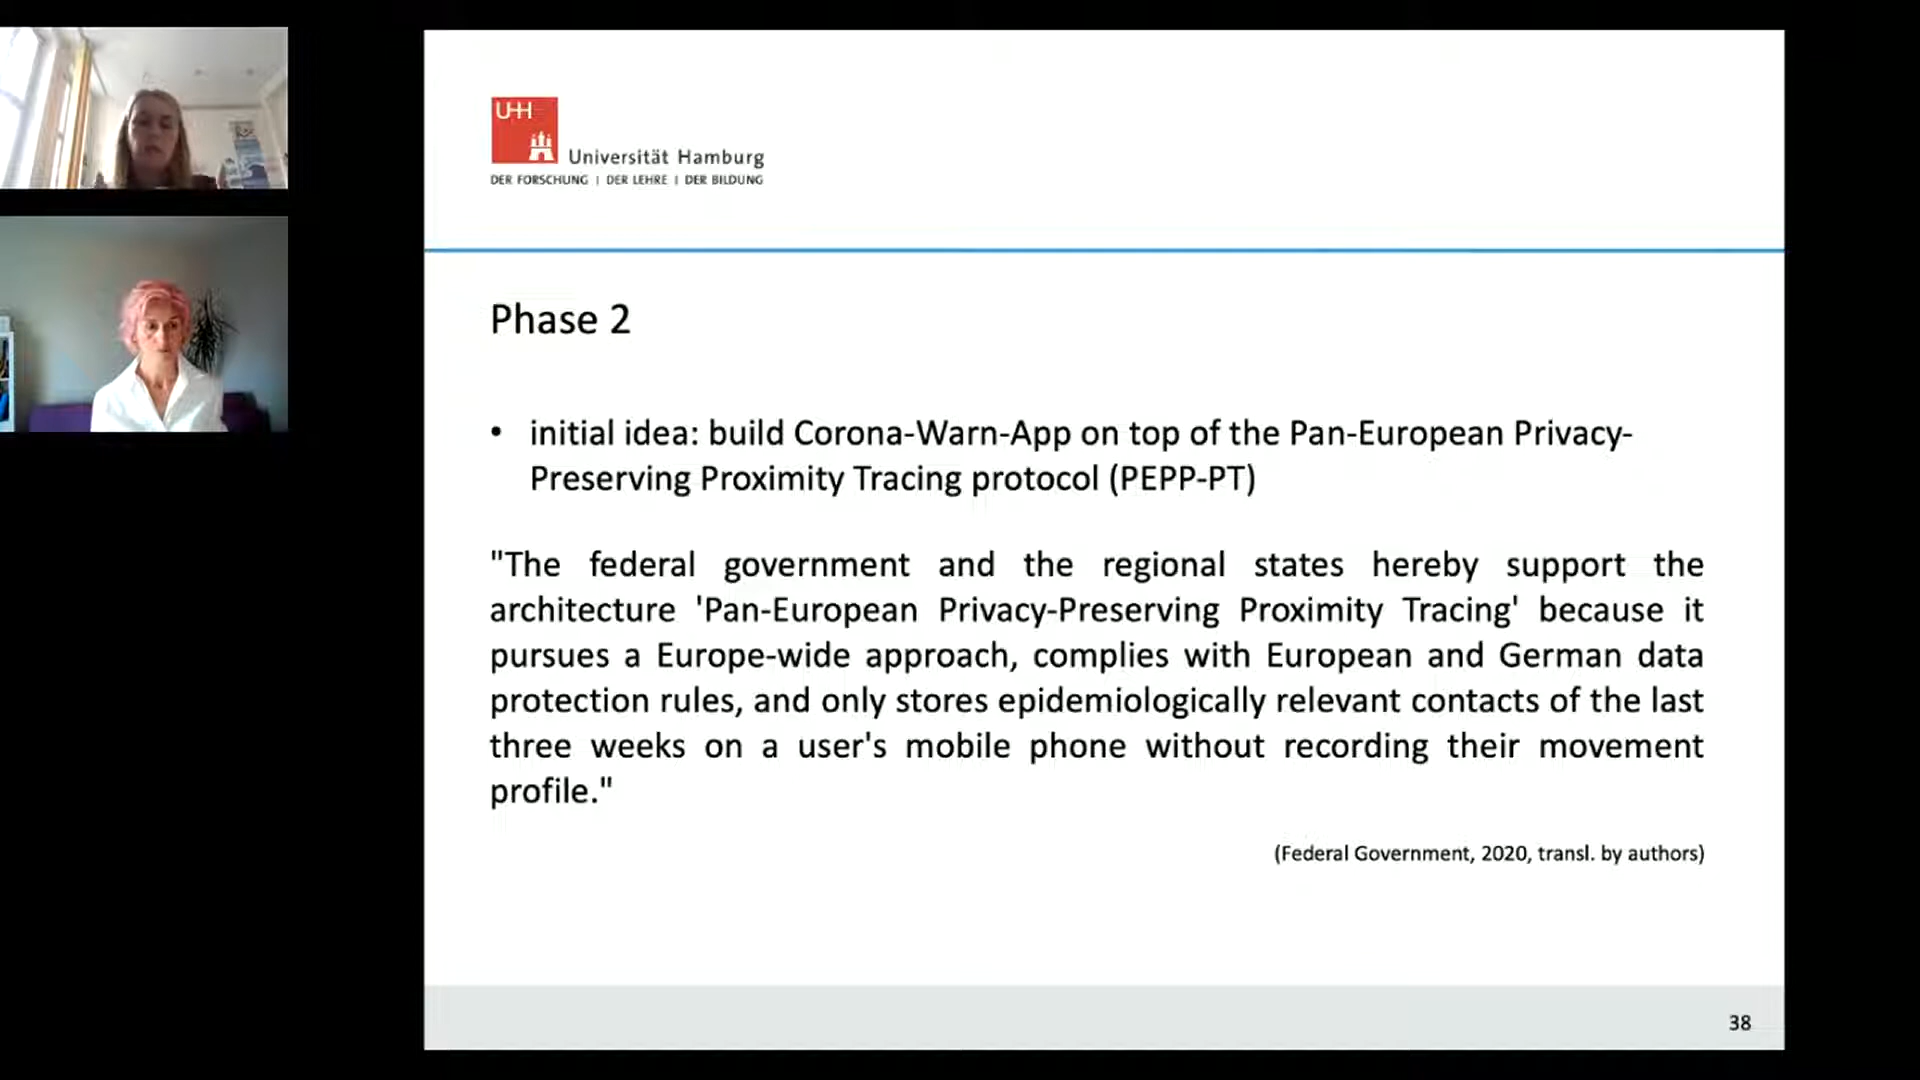 UH
Universität Hamburg
DER FORSCHUNG | DER LEHRE | DER BILDUNG
Phase 2
• initial idea: build Corona-Warn-App on top of the Pan-European Privacy-
Preserving Proximity Tracing protocol (PEPP-PT)
"The federal government and the regional states hereby support the
architecture 'Pan-European Privacy-Preserving Proximity Tracing' because it
pursues a Europe-wide approach, complies with European and German data
protection rules, and only stores epidemiologically relevant contacts of the last
three weeks on a user's mobile phone without recording their movement
profile."
(Federal Government, 2020, transl. by authors)
38